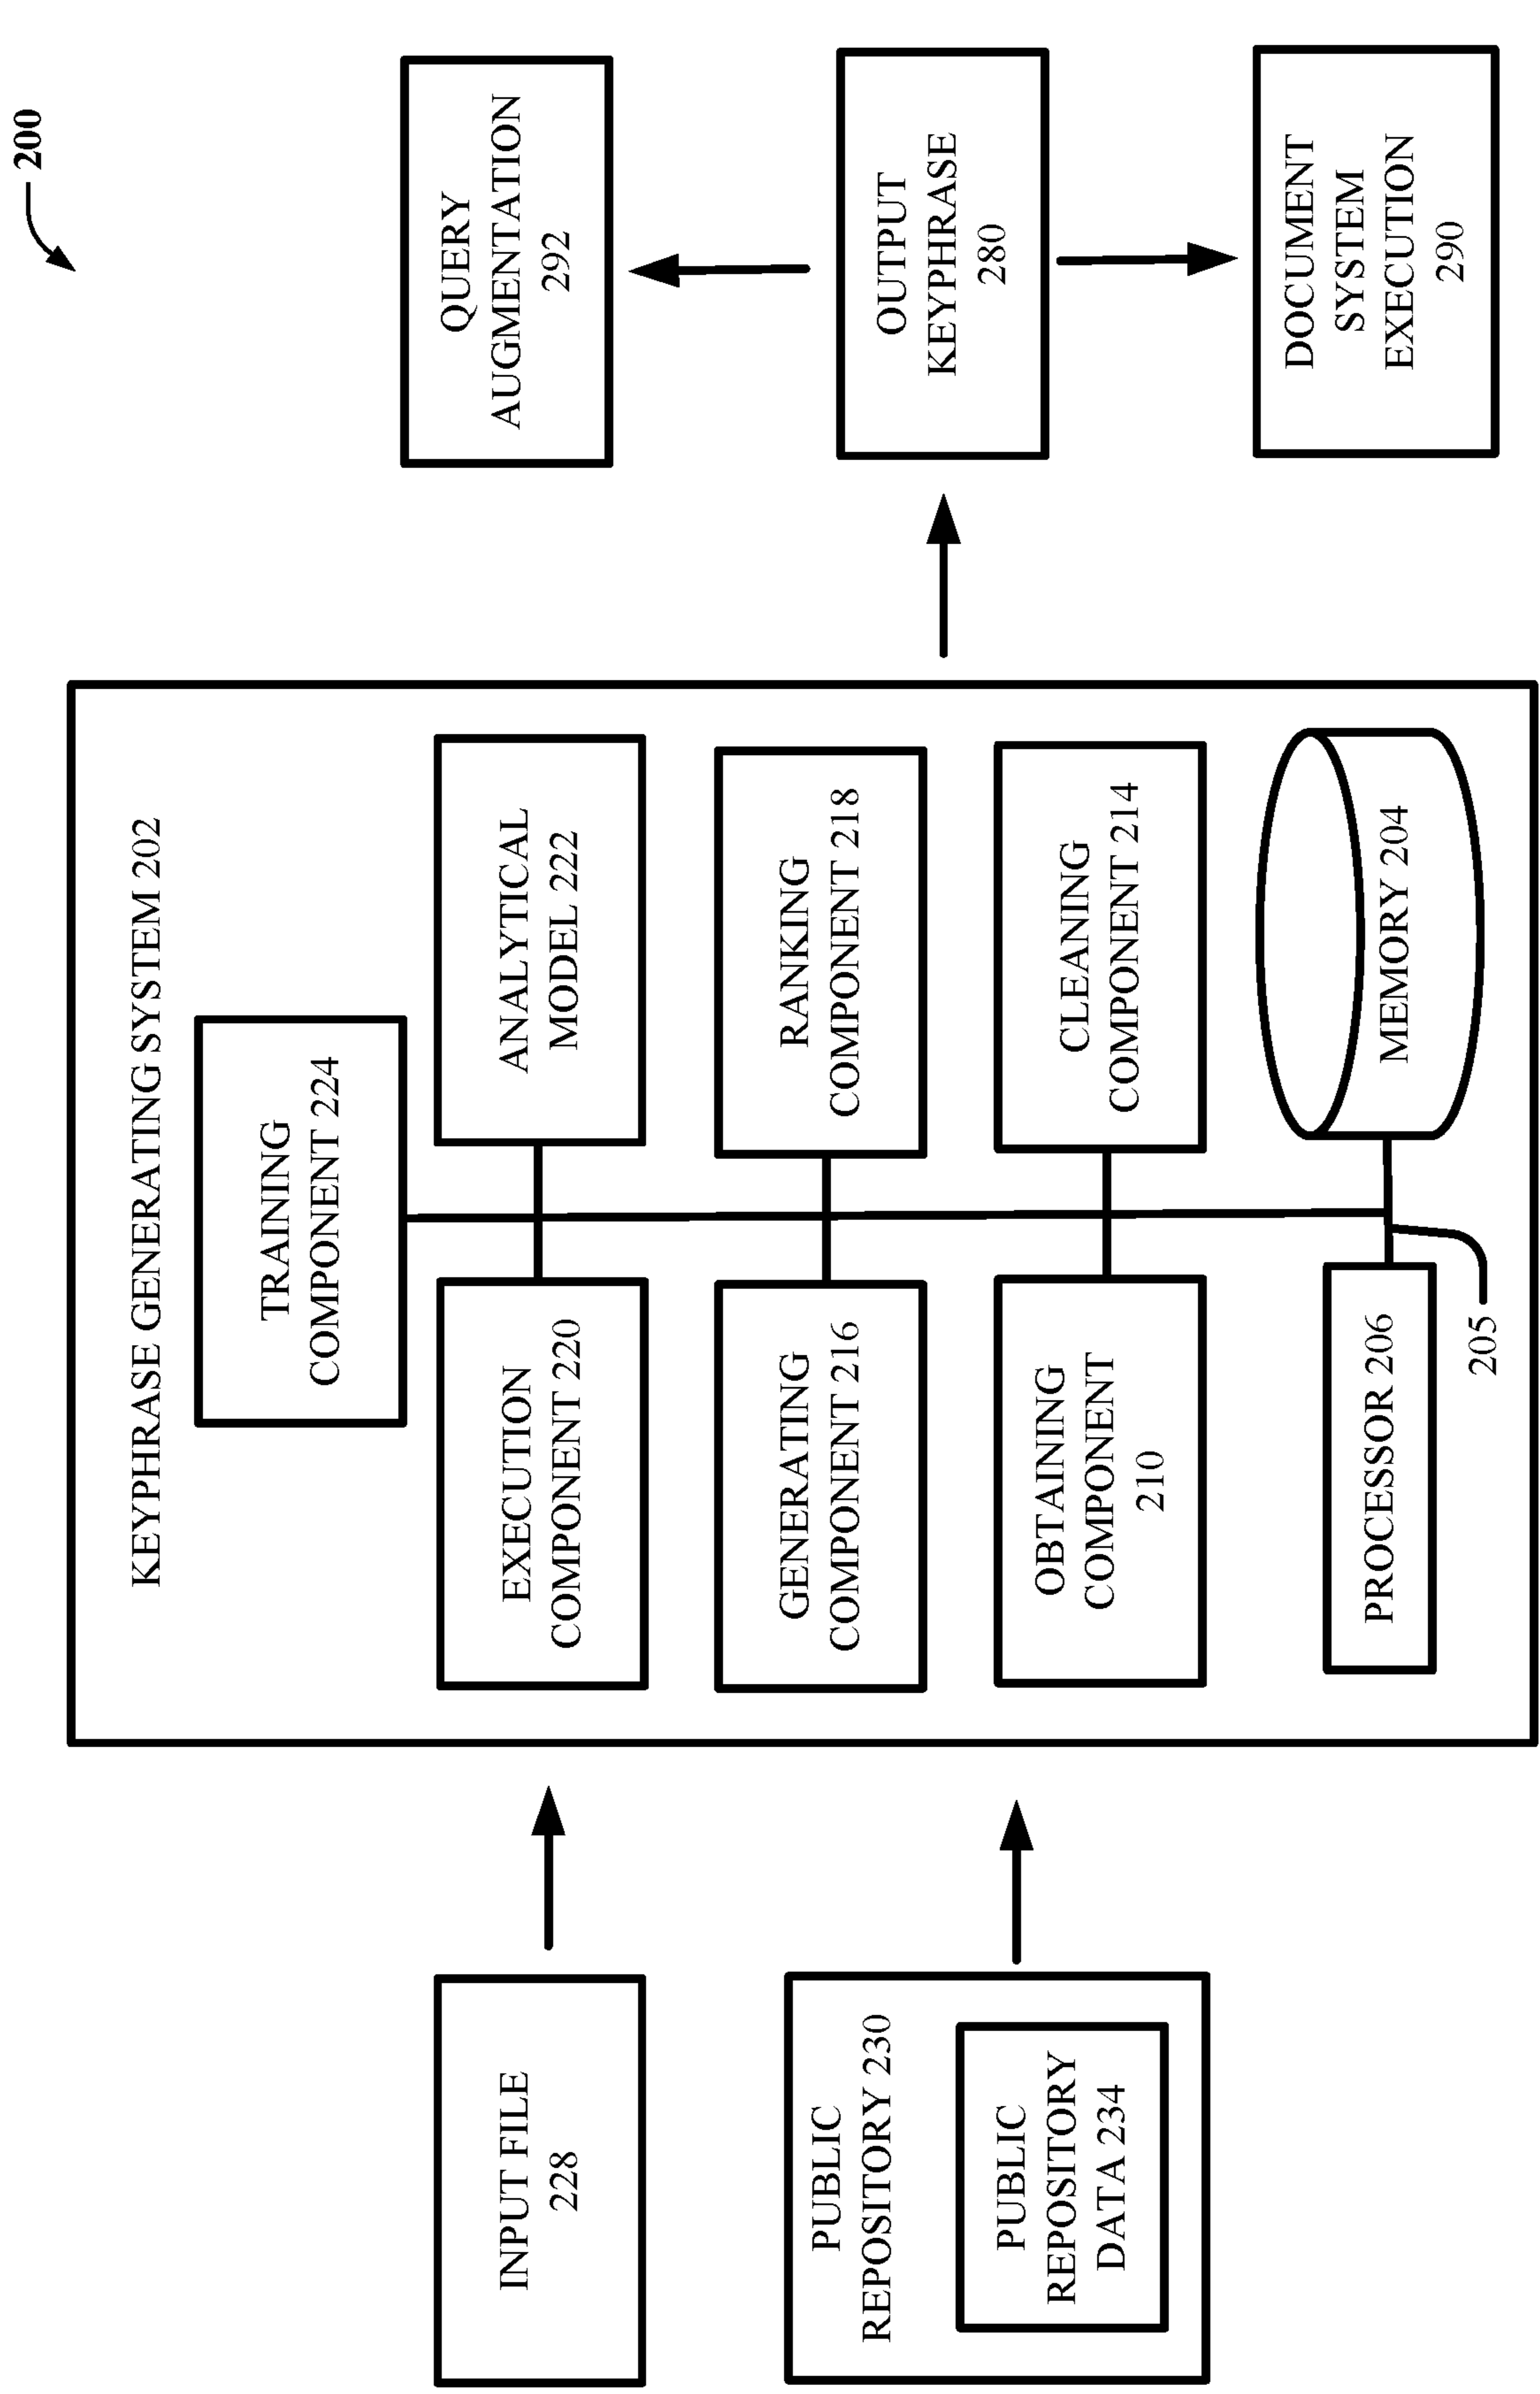 200
KEYPHRASE GENERATING SYSTEM 202
TRAINING
COMPONENT 224
INPUT FILE
228
EXECUTION
COMPONENT 220
ANALYTICAL
MODEL 222
QUERY
AUGMENTATION
292
PUBLIC
REPOSITORY 230
PUBLIC
REPOSITORY
DATA 234
GENERATING
COMPONENT 216
RANKING
COMPONENT 218
OUTPUT
KEYPHRASE
280
OBTAINING
COMPONENT
210
CLEANING
COMPONENT 214
PROCESSOR 206
MEMORY 204
205
DOCUMENT
SYSTEM
EXECUTION
290